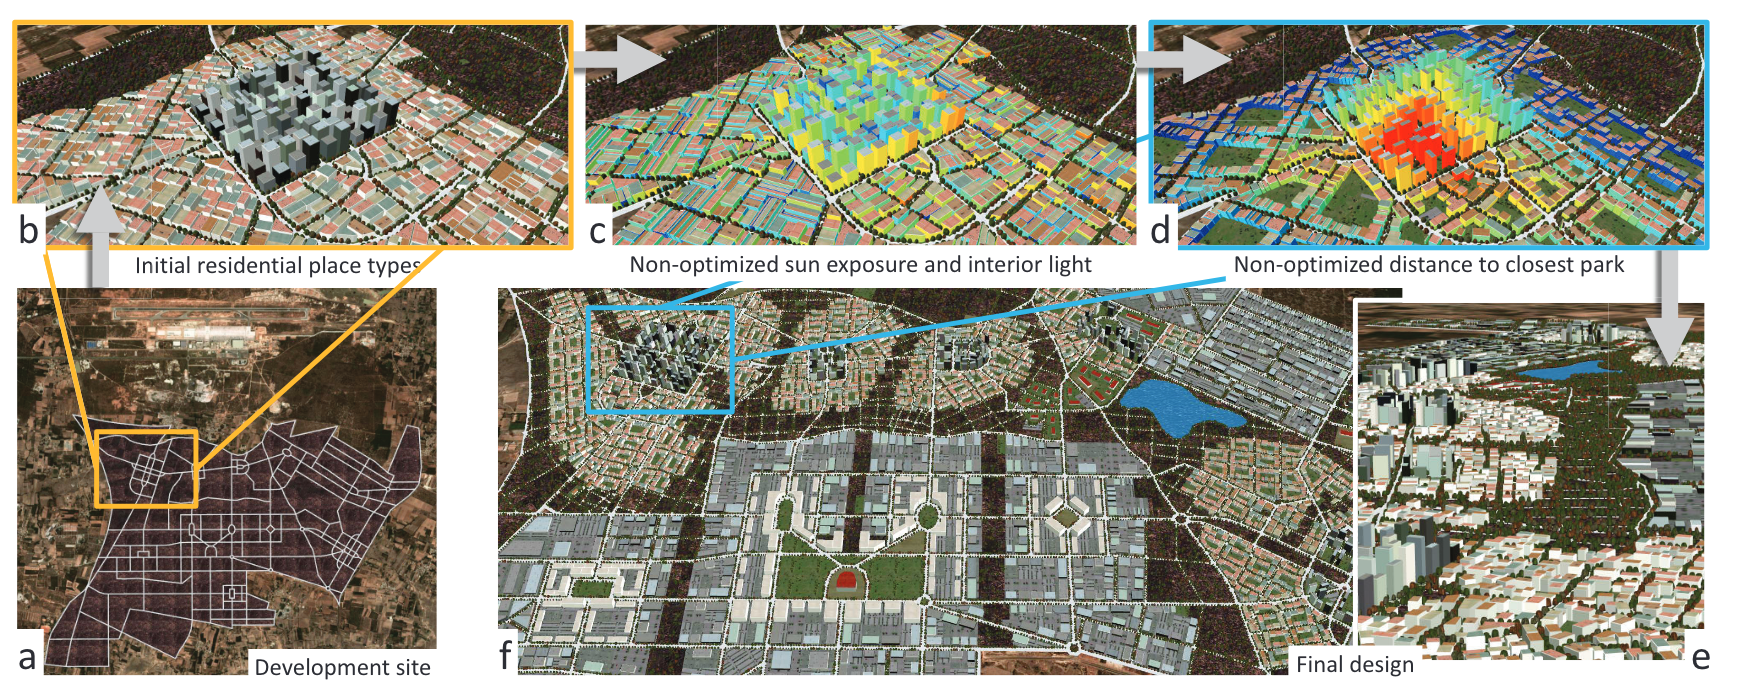 b
c
d
Initial residential place types
Non-optimized sun exposure and interior light
Non-optimized distance to closest park
a
Development site
f
Final design
e